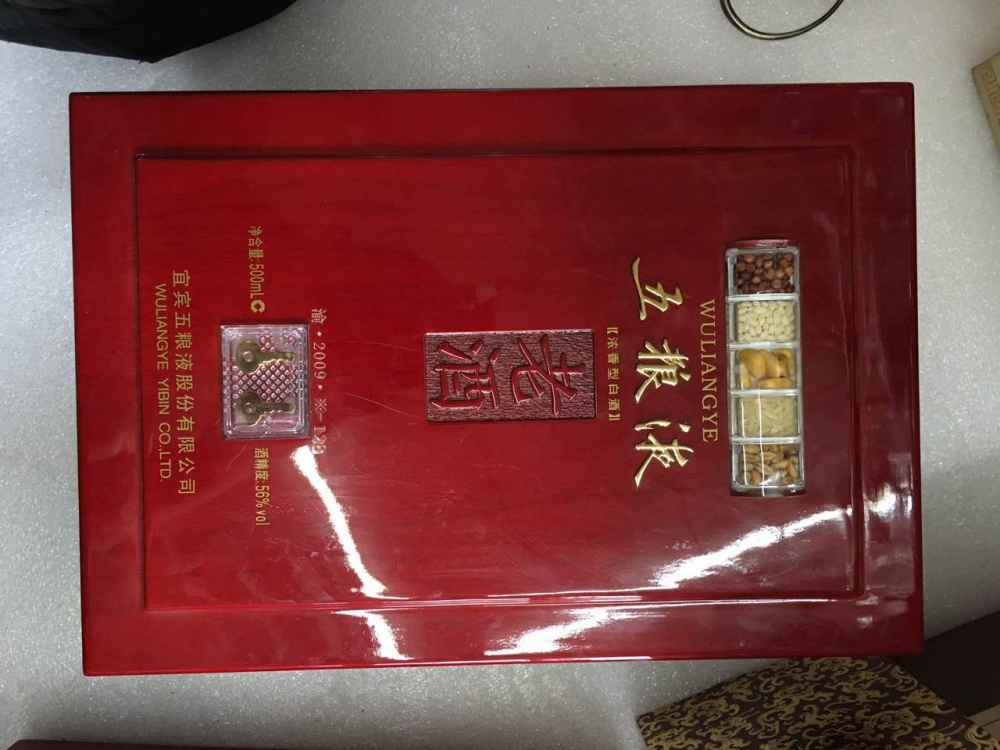 WULIANGYE
五粮液
【浓香型白酒】
老酒
渝·2009·※-128
净含量:500mL
酒精度:56%vol
宜宾五粮液股份有限公司
WULIANGYE YIBIN CO.,LTD.